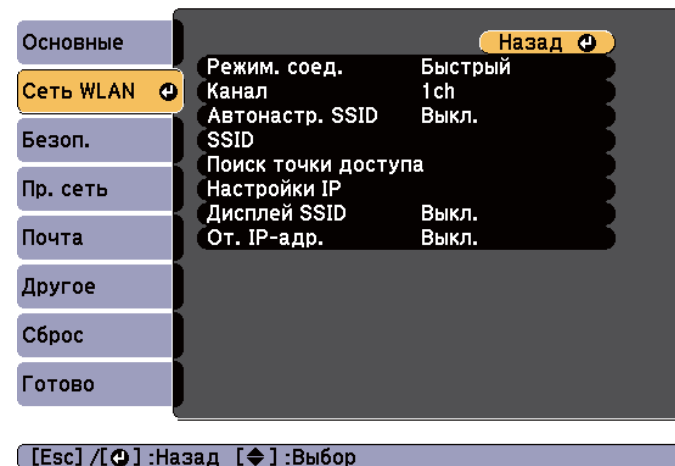 Основные
Сеть WLAN
Безоп.
Пр. сеть
Почта
Другое
Сброс
Готово
Назад
Режим. соед. Быстрый
Канал 1ch
Автонастр. SSID Выкл.
SSID
Поиск точки доступа
Настройки IP
Дисплей SSID Выкл.
От. IP-адр. Выкл.
[Esc] /[⏎] :Назад [◆] :Выбор